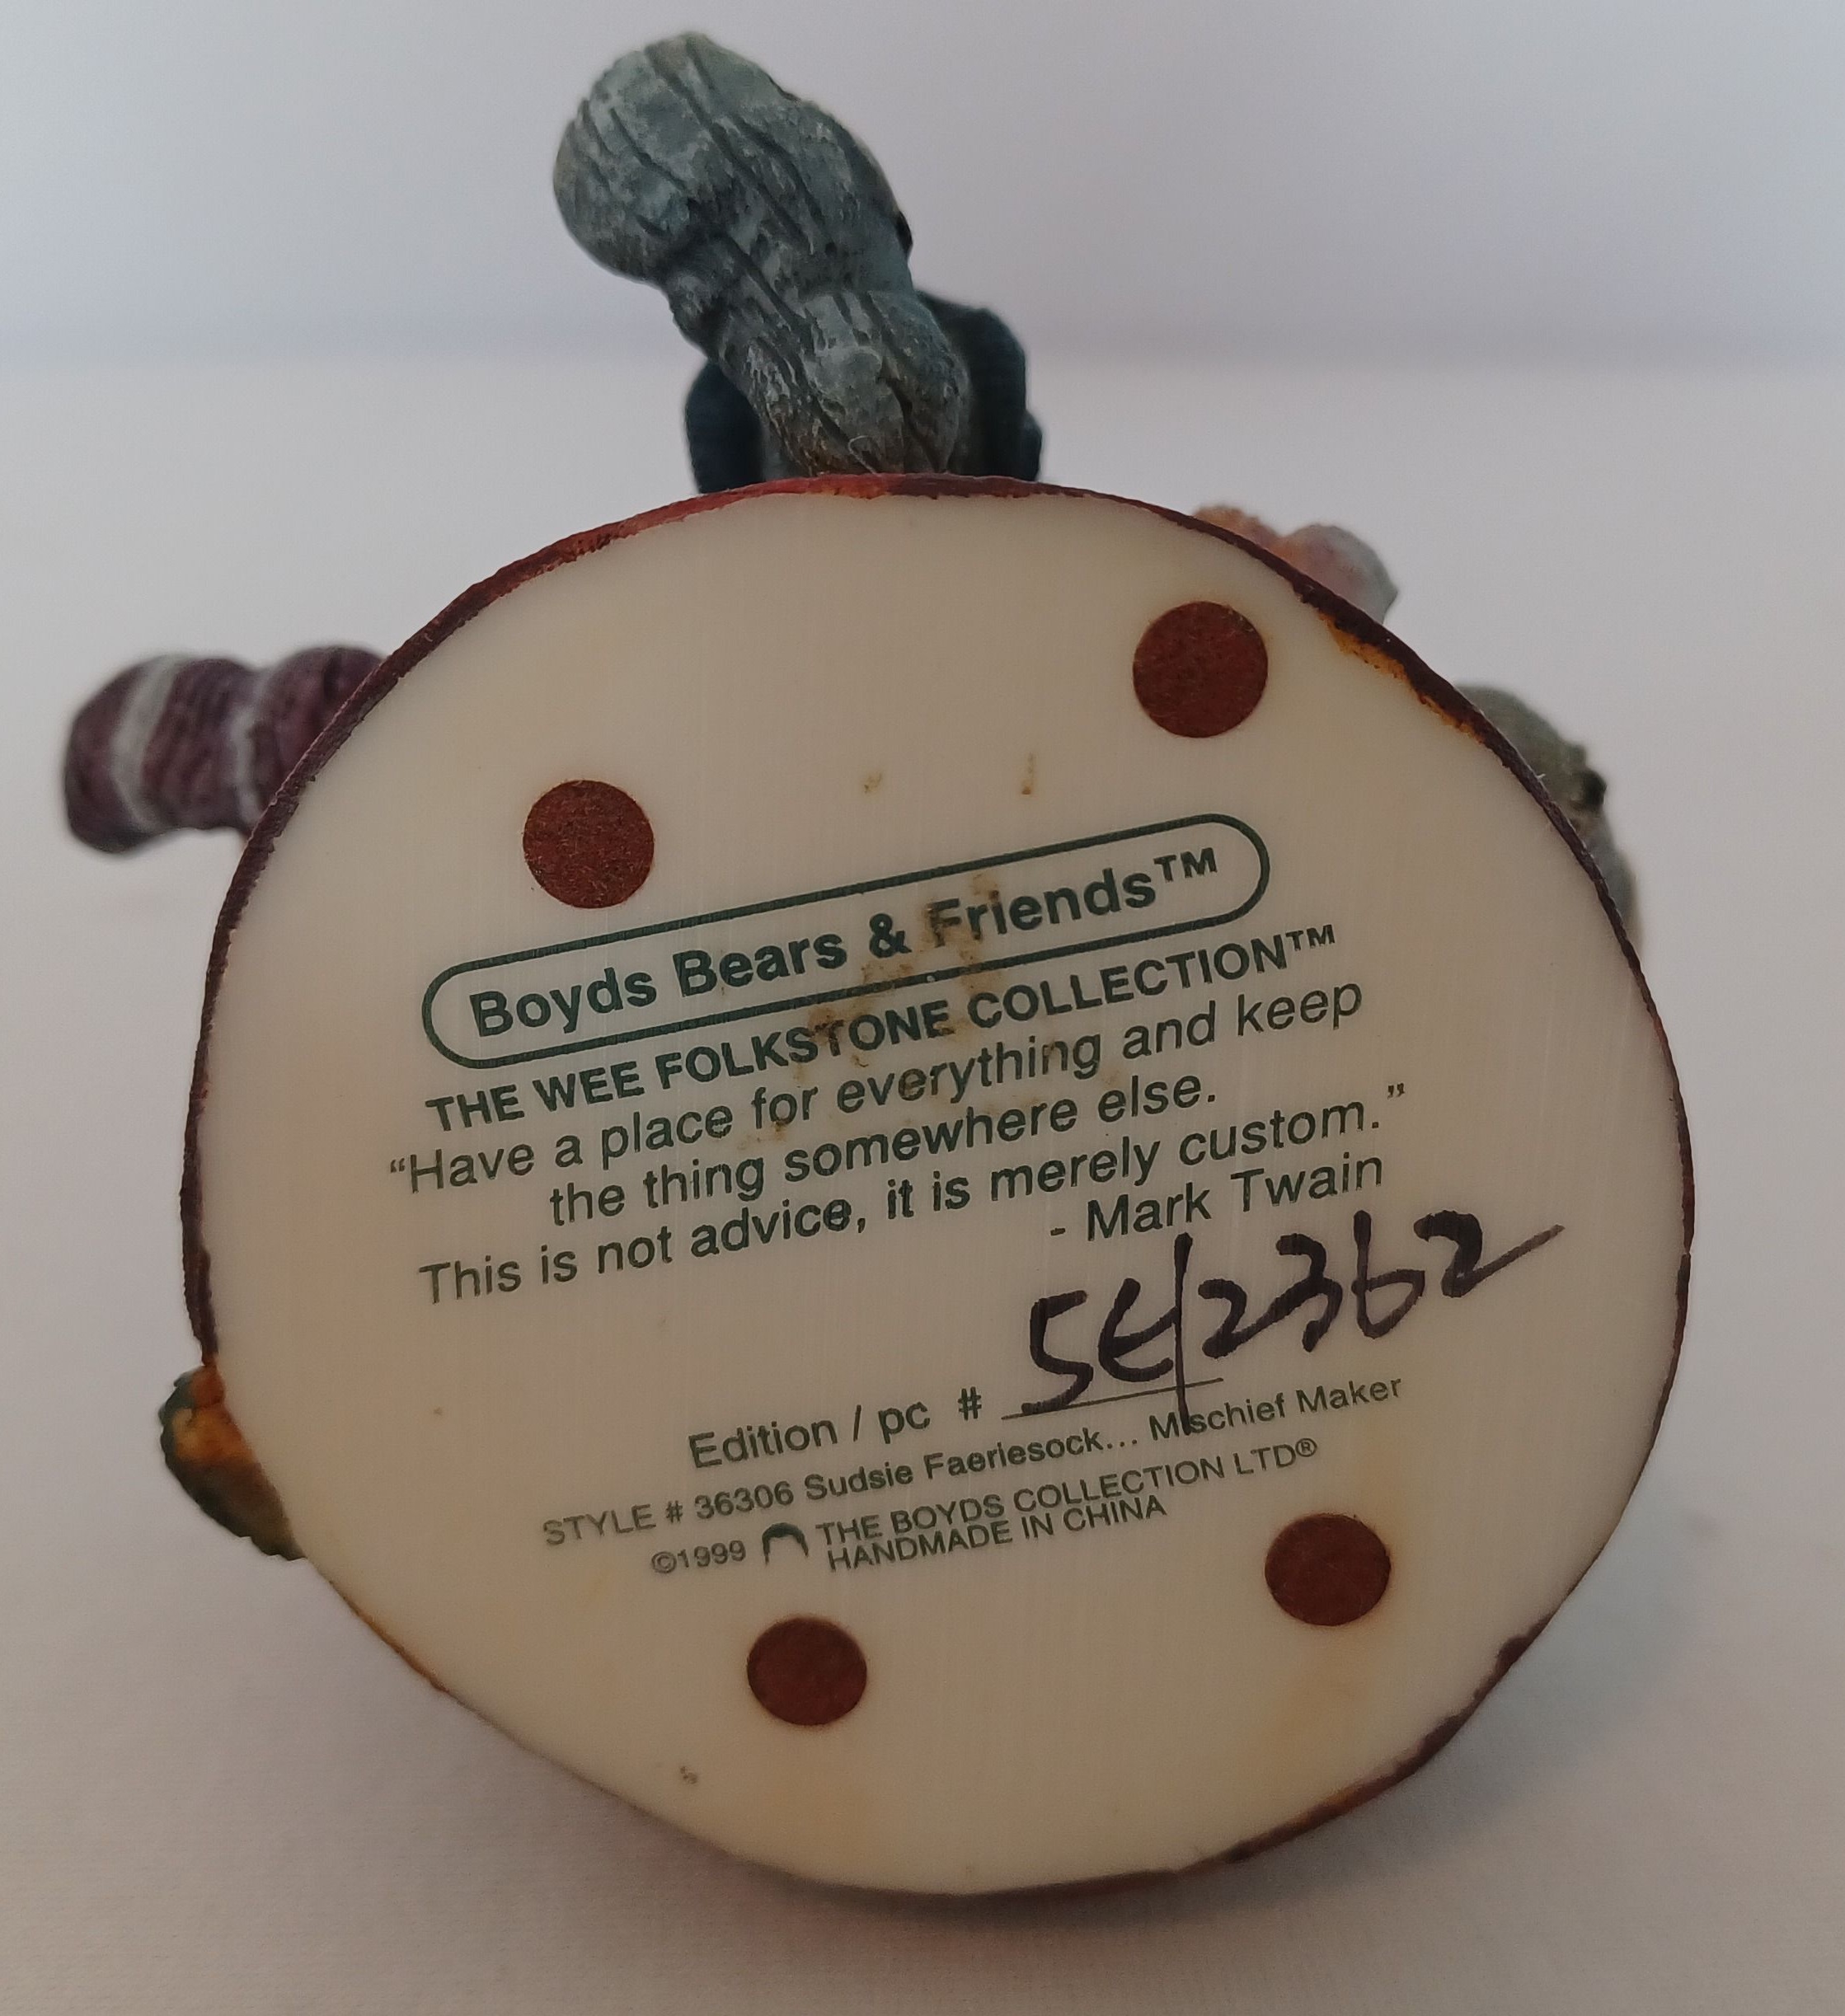 Boyds Bears & Friends™
THE WEE FOLKSTONE COLLECTION™
“Have a place for everything and keep
the thing somewhere else.
This is not advice, it is merely custom.”
- Mark Twain
Edition / pc # 5E/2362
STYLE # 36306 Sudsie Faeriesock... Mischief Maker
©1999 THE BOYDS COLLECTION LTD®
HANDMADE IN CHINA